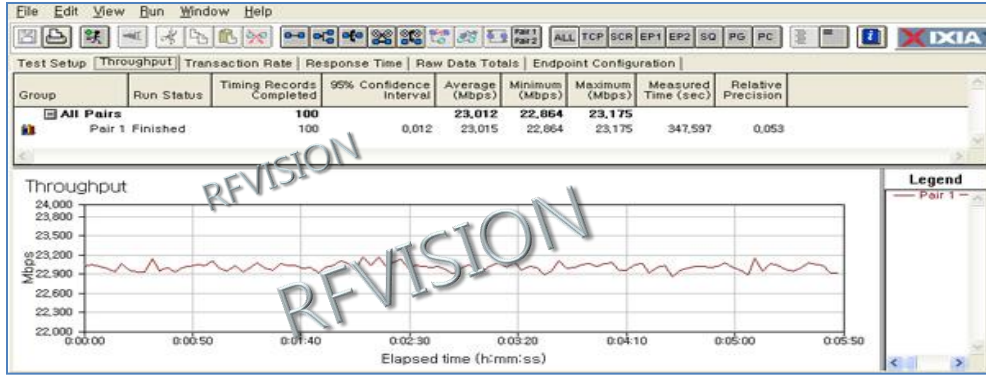 File Edit View Run Window Help
Pair 1 Pair 2 ALL TCP SCR EP1 EP2 SQ PG PC i IXIA
Test Setup Throughput Transaction Rate Response Time Raw Data Totals Endpoint Configuration
Group Run Status Timing Records Completed 95% Confidence Interval Average (Mbps) Minimum (Mbps) Maximum (Mbps) Measured Time (sec) Relative Precision
All Pairs 100 23,012 22,864 23,175
Pair 1 Finished 100 0,012 23,015 22,864 23,175 347,597 0,053
RFVISION
Throughput
Legend
Pair 1
24,000
23,800
23,500
23,200
22,900
22,600
22,300
22,000
Mbps
RFVISION
0:00:00 0:00:50 0:01:40 0:02:30 0:03:20 0:04:10 0:05:00 0:05:50
Elapsed time (h:mm:ss)